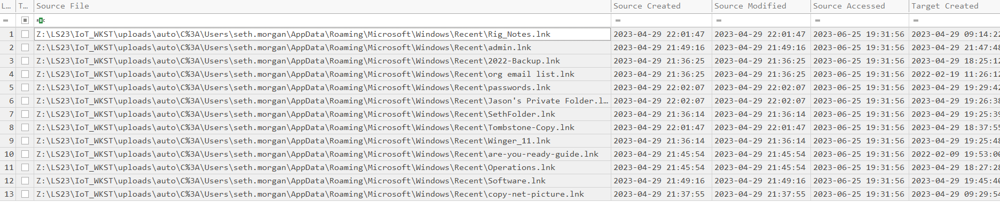 L... T... Source File Source Created Source Modified Source Accessed Target Created
= ■ = = = =
1 Z:\LS23\IoT_WKST\uploads\auto\C%3A\Users\seth.morgan\AppData\Roaming\Microsoft\Windows\Recent\Rig_Notes.lnk 2023-04-29 22:01:47 2023-04-29 22:01:47 2023-06-25 19:31:56 2023-04-29 09:14:22
2 Z:\LS23\IoT_WKST\uploads\auto\C%3A\Users\seth.morgan\AppData\Roaming\Microsoft\Windows\Recent\admin.lnk 2023-04-29 21:49:16 2023-04-29 21:49:16 2023-06-25 19:31:56 2023-04-29 21:47:48
3 Z:\LS23\IoT_WKST\uploads\auto\C%3A\Users\seth.morgan\AppData\Roaming\Microsoft\Windows\Recent\2022-Backup.lnk 2023-04-29 21:36:25 2023-04-29 21:36:25 2023-06-25 19:31:56 2023-04-29 18:25:12
4 Z:\LS23\IoT_WKST\uploads\auto\C%3A\Users\seth.morgan\AppData\Roaming\Microsoft\Windows\Recent\org email list.lnk 2023-04-29 21:36:25 2023-04-29 21:36:25 2023-06-25 19:31:56 2022-02-19 11:26:12
5 Z:\LS23\IoT_WKST\uploads\auto\C%3A\Users\seth.morgan\AppData\Roaming\Microsoft\Windows\Recent\passwords.lnk 2023-04-29 22:02:07 2023-04-29 22:02:07 2023-06-25 19:31:56 2023-04-29 19:29:42
6 Z:\LS23\IoT_WKST\uploads\auto\C%3A\Users\seth.morgan\AppData\Roaming\Microsoft\Windows\Recent\Jason's Private Folder.l... 2023-04-29 22:02:07 2023-04-29 22:02:07 2023-06-25 19:31:56 2023-04-29 19:26:38
7 Z:\LS23\IoT_WKST\uploads\auto\C%3A\Users\seth.morgan\AppData\Roaming\Microsoft\Windows\Recent\SethFolder.lnk 2023-04-29 21:36:14 2023-04-29 21:36:14 2023-06-25 19:31:56 2023-04-29 19:25:39
8 Z:\LS23\IoT_WKST\uploads\auto\C%3A\Users\seth.morgan\AppData\Roaming\Microsoft\Windows\Recent\Tombstone-Copy.lnk 2023-04-29 22:01:47 2023-04-29 22:01:47 2023-06-25 19:31:56 2023-04-29 18:37:55
9 Z:\LS23\IoT_WKST\uploads\auto\C%3A\Users\seth.morgan\AppData\Roaming\Microsoft\Windows\Recent\Winger_11.lnk 2023-04-29 21:36:14 2023-04-29 21:36:14 2023-06-25 19:31:56 2023-04-29 19:25:48
10 Z:\LS23\IoT_WKST\uploads\auto\C%3A\Users\seth.morgan\AppData\Roaming\Microsoft\Windows\Recent\are-you-ready-guide.lnk 2023-04-29 21:45:54 2023-04-29 21:45:54 2023-06-25 19:31:56 2022-02-09 19:53:00
11 Z:\LS23\IoT_WKST\uploads\auto\C%3A\Users\seth.morgan\AppData\Roaming\Microsoft\Windows\Recent\Operations.lnk 2023-04-29 21:45:54 2023-04-29 21:45:54 2023-06-25 19:31:56 2023-04-29 18:27:28
12 Z:\LS23\IoT_WKST\uploads\auto\C%3A\Users\seth.morgan\AppData\Roaming\Microsoft\Windows\Recent\Software.lnk 2023-04-29 21:49:16 2023-04-29 21:49:16 2023-06-25 19:31:56 2023-04-29 19:45:40
13 Z:\LS23\IoT_WKST\uploads\auto\C%3A\Users\seth.morgan\AppData\Roaming\Microsoft\Windows\Recent\copy-net-picture.lnk 2023-04-29 21:37:55 2023-04-29 21:37:55 2023-06-25 19:31:56 2023-04-29 09:29:54